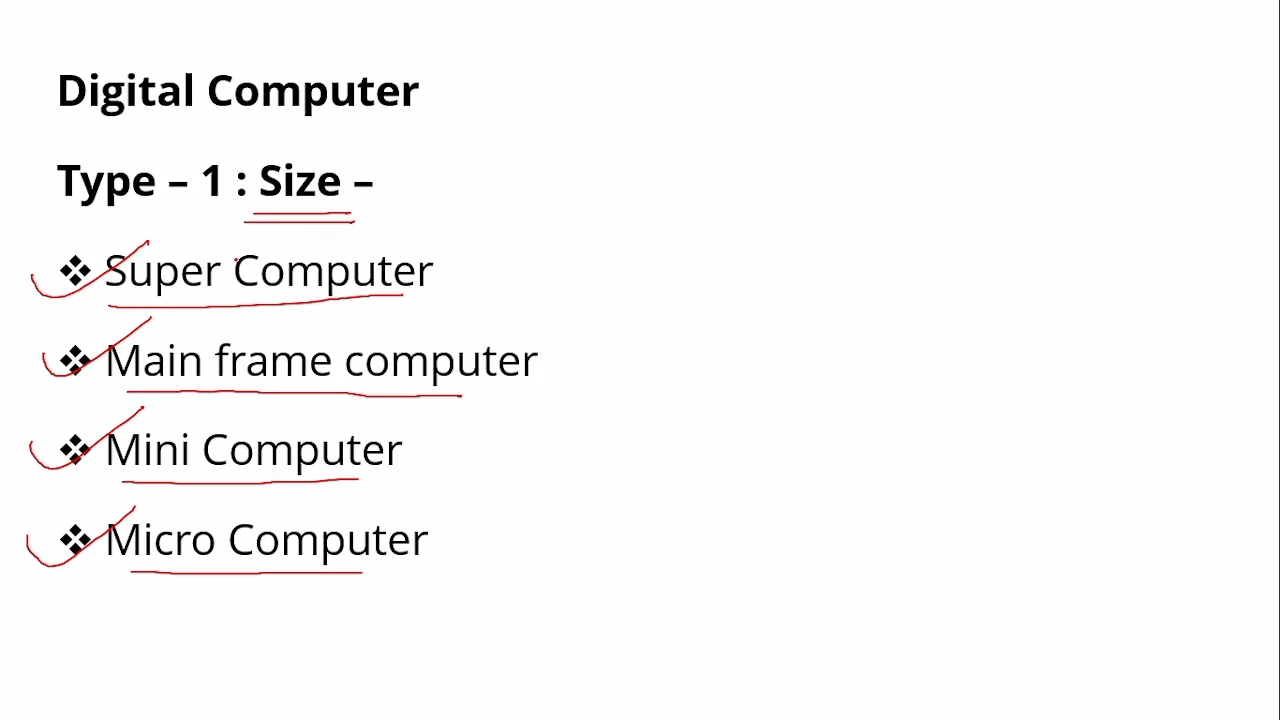 Digital Computer
Type – 1 : Size –
❖ Super Computer
❖ Main frame computer
❖ Mini Computer
❖ Micro Computer